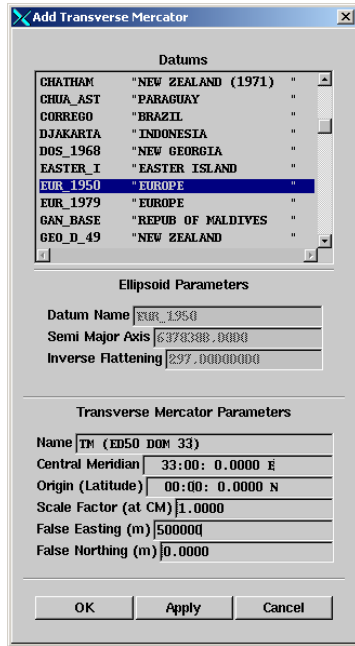 Add Transverse Mercator
Datums
CHATHAM "NEW ZEALAND (1971) "
CHUA_AST "PARAGUAY "
CORREGO "BRAZIL "
DJAKARTA "INDONESIA "
DOS_1968 "NEW GEORGIA "
EASTER_I "EASTER ISLAND "
EUR_1950 "EUROPE "
EUR_1979 "EUROPE "
GAN_BASE "REPUB OF MALDIVES "
GEO_D_49 "NEW ZEALAND "
Ellipsoid Parameters
Datum Name EUR_1950
Semi Major Axis 6378388.0000
Inverse Flattening 297.00000000
Transverse Mercator Parameters
Name TM (ED50 DOM 33)
Central Meridian 33:00: 0.0000 E
Origin (Latitude) 00:00: 0.0000 N
Scale Factor (at CM) 1.0000
False Easting (m) 500000
False Northing (m) 0.0000
OK Apply Cancel